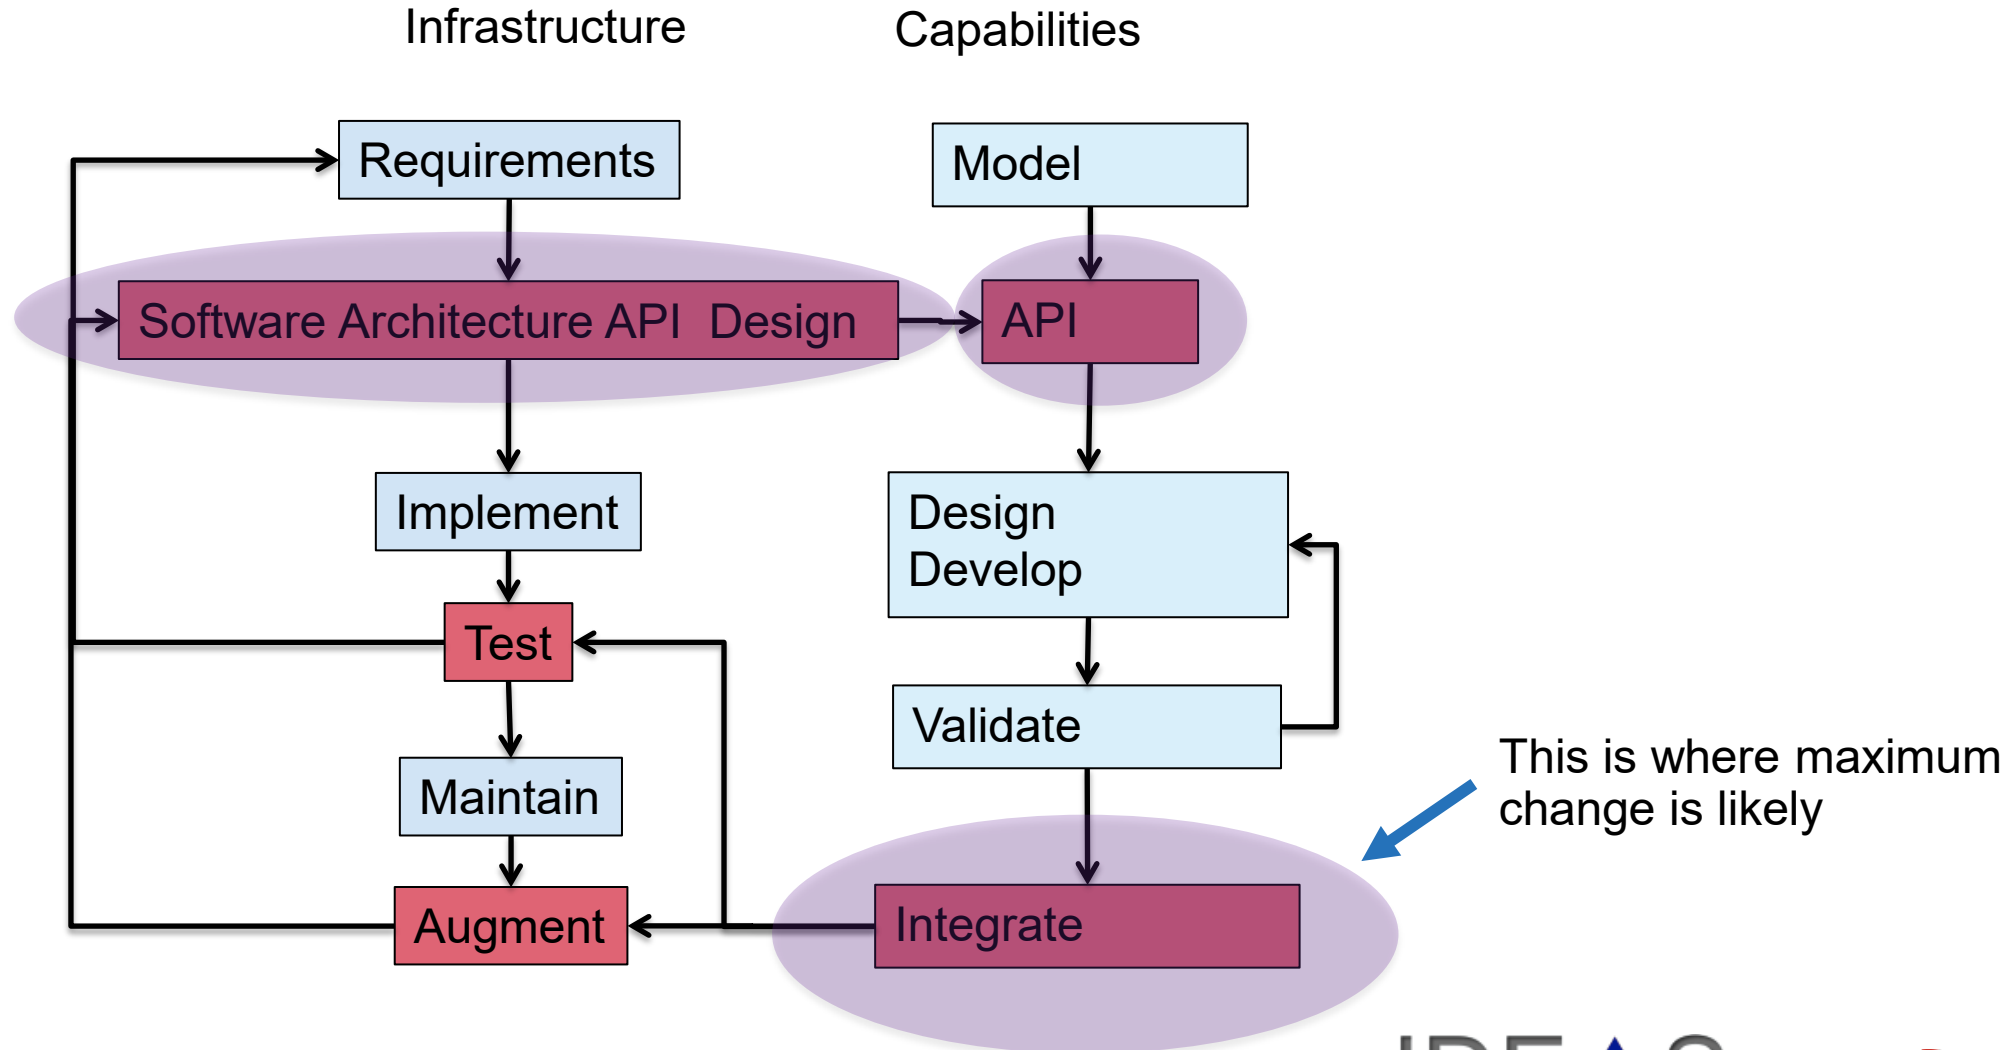 Infrastructure
Capabilities
Requirements
Model
Software Architecture API  Design
API
Implement
Design
Develop
Test
Validate
Maintain
This is where maximum
change is likely
Augment
Integrate